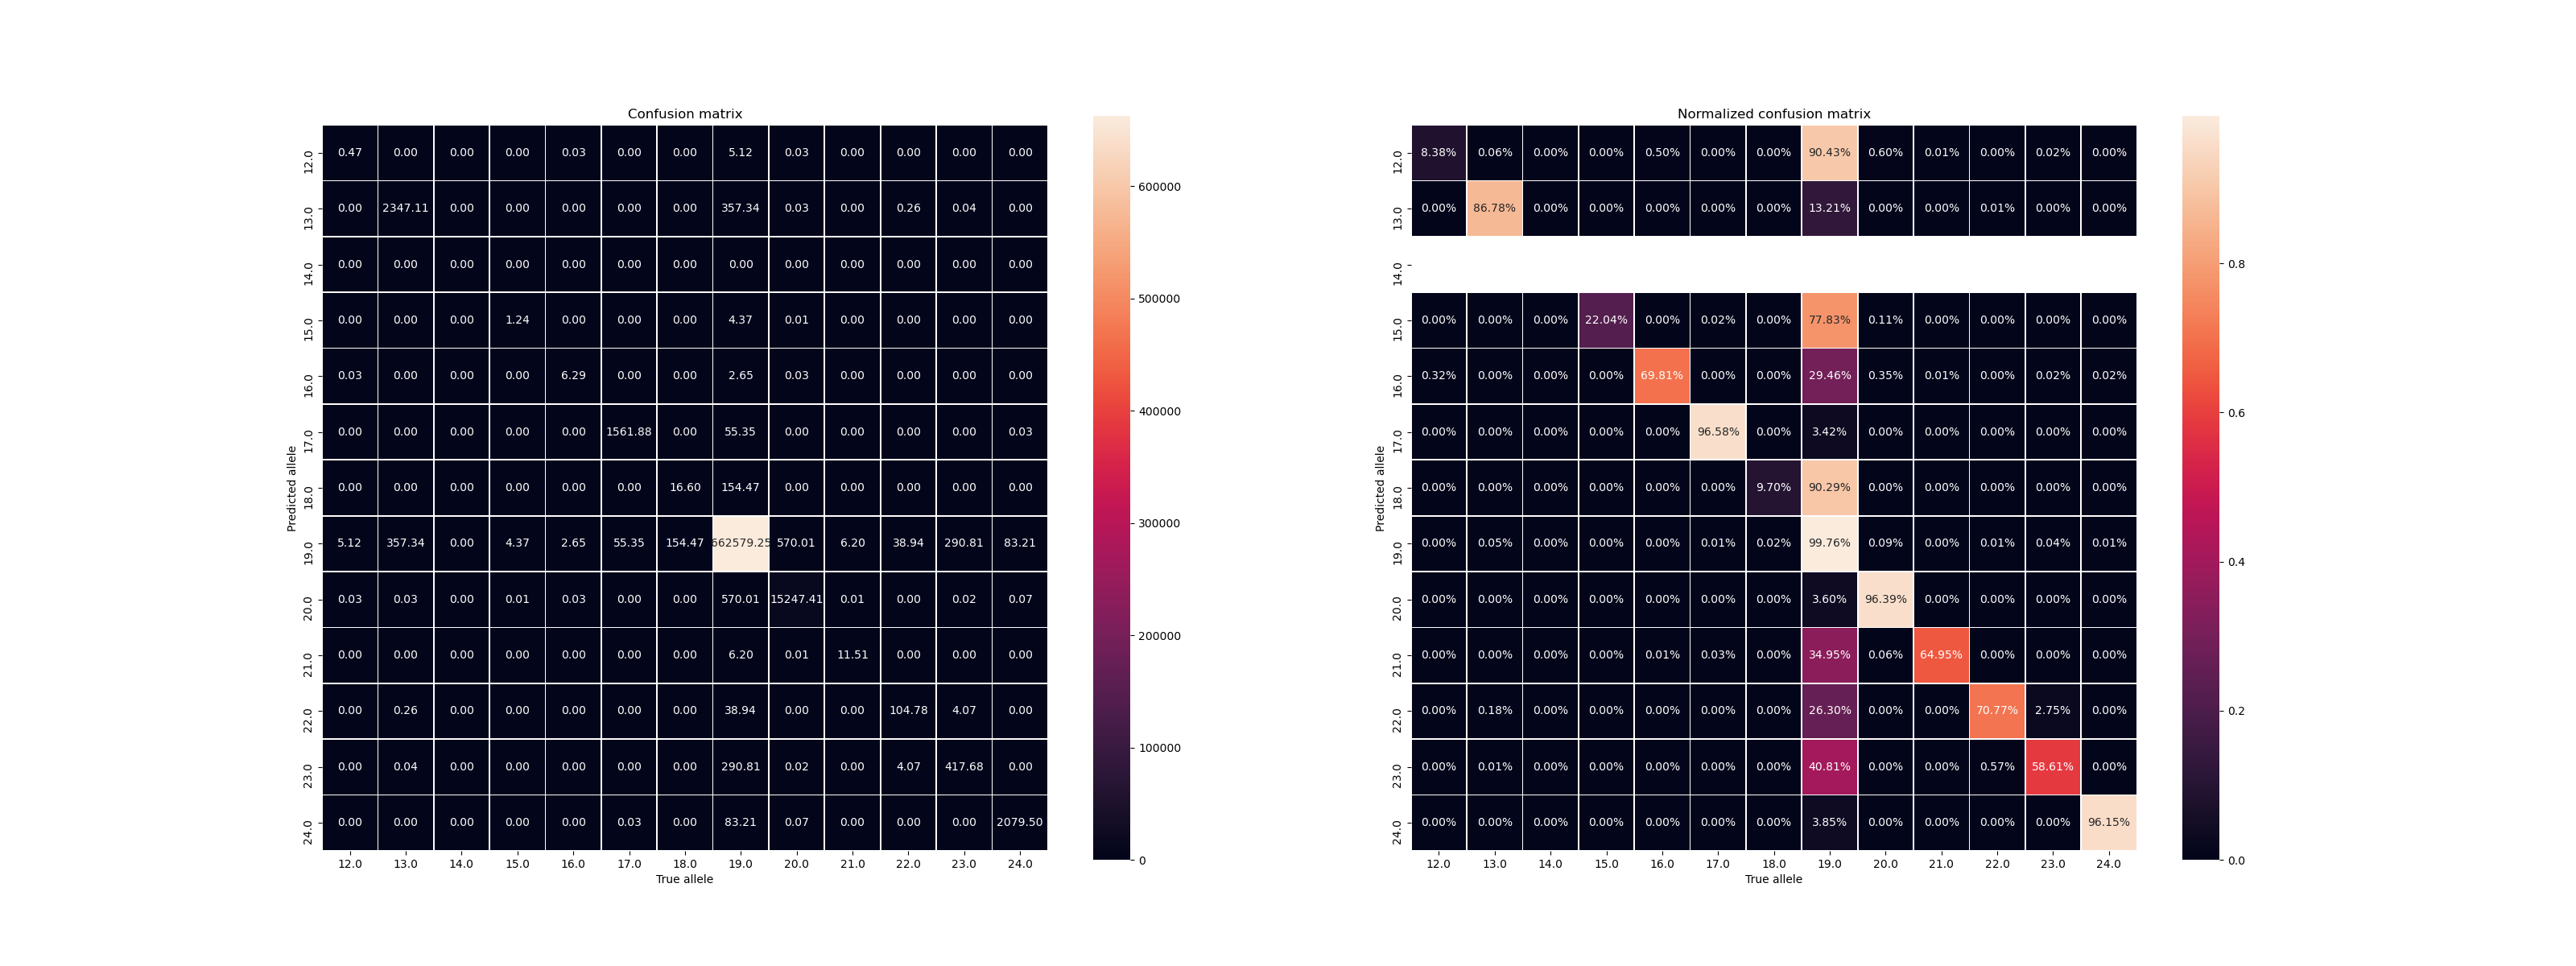 Confusion matrix
12.0 0.47 0.00 0.00 0.00 0.03 0.00 0.00 5.12 0.03 0.00 0.00 0.00 0.00
13.0 0.00 2347.11 0.00 0.00 0.00 0.00 0.00 357.34 0.03 0.00 0.26 0.04 0.00
14.0 0.00 0.00 0.00 0.00 0.00 0.00 0.00 0.00 0.00 0.00 0.00 0.00 0.00
15.0 0.00 0.00 0.00 1.24 0.00 0.00 0.00 4.37 0.01 0.00 0.00 0.00 0.00
16.0 0.03 0.00 0.00 0.00 6.29 0.00 0.00 2.65 0.03 0.00 0.00 0.00 0.00
17.0 0.00 0.00 0.00 0.00 0.00 1561.88 0.00 55.35 0.00 0.00 0.00 0.00 0.03
18.0 0.00 0.00 0.00 0.00 0.00 0.00 16.60 154.47 0.00 0.00 0.00 0.00 0.00
19.0 5.12 357.34 0.00 4.37 2.65 55.35 154.47 662579.25 570.01 6.20 38.94 290.81 83.21
20.0 0.03 0.03 0.00 0.01 0.03 0.00 0.00 570.01 15247.41 0.01 0.00 0.02 0.07
21.0 0.00 0.00 0.00 0.00 0.00 0.00 0.00 6.20 0.01 11.51 0.00 0.00 0.00
22.0 0.00 0.26 0.00 0.00 0.00 0.00 0.00 38.94 0.00 0.00 104.78 4.07 0.00
23.0 0.00 0.04 0.00 0.00 0.00 0.00 0.00 290.81 0.02 0.00 4.07 417.68 0.00
24.0 0.00 0.00 0.00 0.00 0.00 0.03 0.00 83.21 0.07 0.00 0.00 0.00 2079.50
12.0 13.0 14.0 15.0 16.0 17.0 18.0 19.0 20.0 21.0 22.0 23.0 24.0
True allele
Predicted allele
600000
500000
400000
300000
200000
100000
0
Normalized confusion matrix
12.0 8.38% 0.06% 0.00% 0.00% 0.50% 0.00% 0.00% 90.43% 0.60% 0.01% 0.00% 0.02% 0.00%
13.0 0.00% 86.78% 0.00% 0.00% 0.00% 0.00% 0.00% 13.21% 0.00% 0.00% 0.01% 0.00% 0.00%
14.0
15.0 0.00% 0.00% 0.00% 22.04% 0.00% 0.02% 0.00% 77.83% 0.11% 0.00% 0.00% 0.00% 0.00%
16.0 0.32% 0.00% 0.00% 0.00% 69.81% 0.00% 0.00% 29.46% 0.35% 0.01% 0.00% 0.02% 0.02%
17.0 0.00% 0.00% 0.00% 0.00% 0.00% 96.58% 0.00% 3.42% 0.00% 0.00% 0.00% 0.00% 0.00%
18.0 0.00% 0.00% 0.00% 0.00% 0.00% 0.00% 9.70% 90.29% 0.00% 0.00% 0.00% 0.00% 0.00%
19.0 0.00% 0.05% 0.00% 0.00% 0.00% 0.01% 0.02% 99.76% 0.09% 0.00% 0.01% 0.04% 0.01%
20.0 0.00% 0.00% 0.00% 0.00% 0.00% 0.00% 0.00% 3.60% 96.39% 0.00% 0.00% 0.00% 0.00%
21.0 0.00% 0.00% 0.00% 0.00% 0.01% 0.03% 0.00% 34.95% 0.06% 64.95% 0.00% 0.00% 0.00%
22.0 0.00% 0.18% 0.00% 0.00% 0.00% 0.00% 0.00% 26.30% 0.00% 0.00% 70.77% 2.75% 0.00%
23.0 0.00% 0.01% 0.00% 0.00% 0.00% 0.00% 0.00% 40.81% 0.00% 0.00% 0.57% 58.61% 0.00%
24.0 0.00% 0.00% 0.00% 0.00% 0.00% 0.00% 0.00% 3.85% 0.00% 0.00% 0.00% 0.00% 96.15%
12.0 13.0 14.0 15.0 16.0 17.0 18.0 19.0 20.0 21.0 22.0 23.0 24.0
True allele
Predicted allele
0.8
0.6
0.4
0.2
0.0